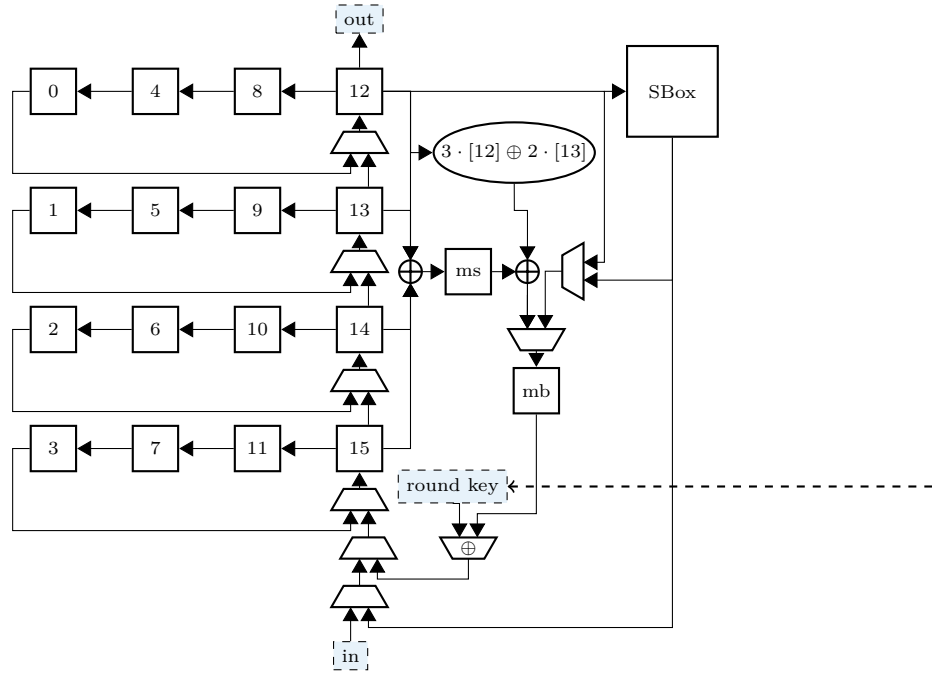 out
0 4 8 12 SBox
3 · [12] ⊕ 2 · [13]
1 5 9 13
ms
2 6 10 14
mb
3 7 11 15
round key
⊕
in